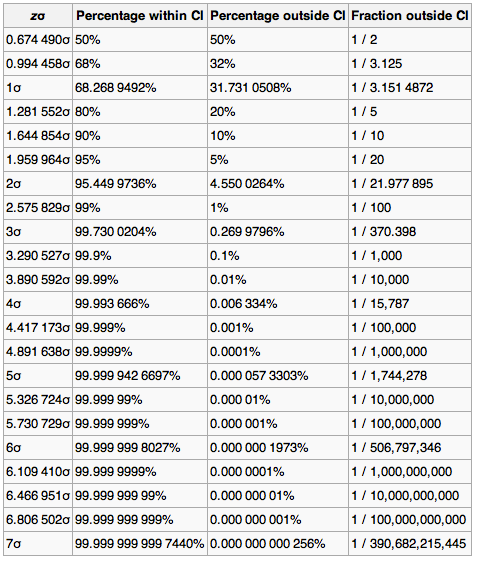 zσ Percentage within CI Percentage outside CI Fraction outside CI
0.674 490σ 50% 50% 1 / 2
0.994 458σ 68% 32% 1 / 3.125
1σ 68.268 9492% 31.731 0508% 1 / 3.151 4872
1.281 552σ 80% 20% 1 / 5
1.644 854σ 90% 10% 1 / 10
1.959 964σ 95% 5% 1 / 20
2σ 95.449 9736% 4.550 0264% 1 / 21.977 895
2.575 829σ 99% 1% 1 / 100
3σ 99.730 0204% 0.269 9796% 1 / 370.398
3.290 527σ 99.9% 0.1% 1 / 1,000
3.890 592σ 99.99% 0.01% 1 / 10,000
4σ 99.993 666% 0.006 334% 1 / 15,787
4.417 173σ 99.999% 0.001% 1 / 100,000
4.891 638σ 99.9999% 0.0001% 1 / 1,000,000
5σ 99.999 942 6697% 0.000 057 3303% 1 / 1,744,278
5.326 724σ 99.999 99% 0.000 01% 1 / 10,000,000
5.730 729σ 99.999 999% 0.000 001% 1 / 100,000,000
6σ 99.999 999 8027% 0.000 000 1973% 1 / 506,797,346
6.109 410σ 99.999 9999% 0.000 0001% 1 / 1,000,000,000
6.466 951σ 99.999 999 99% 0.000 000 01% 1 / 10,000,000,000
6.806 502σ 99.999 999 999% 0.000 000 001% 1 / 100,000,000,000
7σ 99.999 999 999 7440% 0.000 000 000 256% 1 / 390,682,215,445